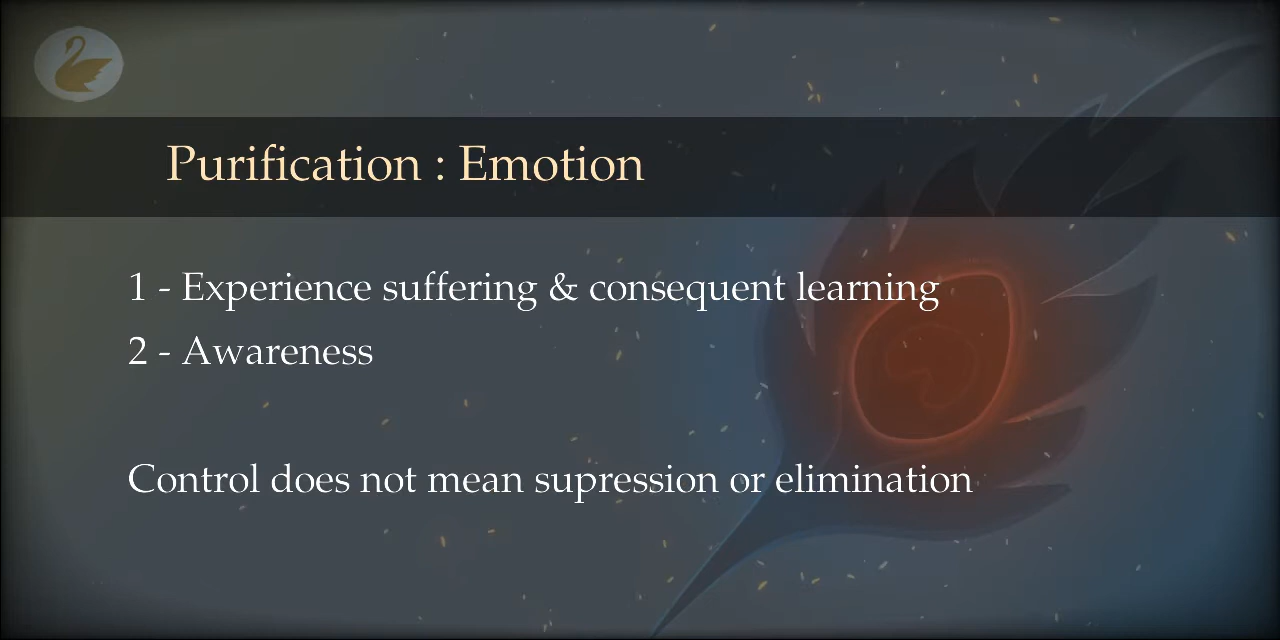 Purification : Emotion
1 - Experience suffering & consequent learning
2 - Awareness
Control does not mean supression or elimination